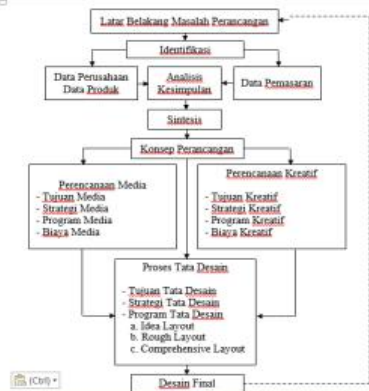 Latar Belakang Masalah Perancangan
Identifikasi
Data Perusahaan
Data Produk
Analisis
Kesimpulan
Data Pemasaran
Sintesis
Konsep Perancangan
Perencanaan Media
- Tujuan Media
- Strategi Media
- Program Media
- Biaya Media
Perencanaan Kreatif
- Tujuan Kreatif
- Strategi Kreatif
- Program Kreatif
- Biaya Kreatif
Proses Tata Desain
- Tujuan Tata Desain
- Strategi Tata Desain
- Program Tata Desain
a. Idea Layout
b. Rough Layout
c. Comprehensive Layout
Desain Final
(Ctrl)